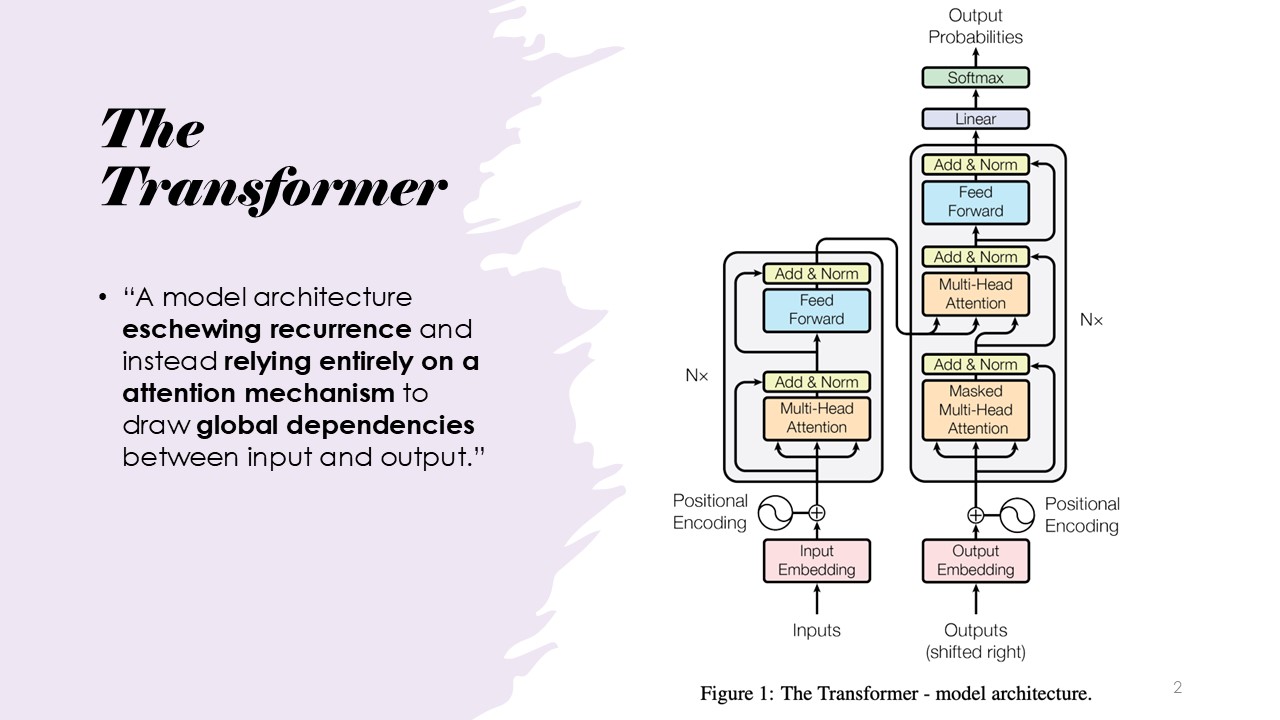 The
Transformer
• “A model architecture
eschewing recurrence and
instead relying entirely on a
attention mechanism to
draw global dependencies
between input and output.”
Output
Probabilities
Softmax
Linear
Add & Norm
Feed
Forward
Add & Norm
Multi-Head
Attention
Add & Norm
Masked
Multi-Head
Attention
N×
Add & Norm
Feed
Forward
Add & Norm
Multi-Head
Attention
N×
Positional
Encoding
Positional
Encoding
Input
Embedding
Output
Embedding
Inputs
Outputs
(shifted right)
Figure 1: The Transformer - model architecture.
2